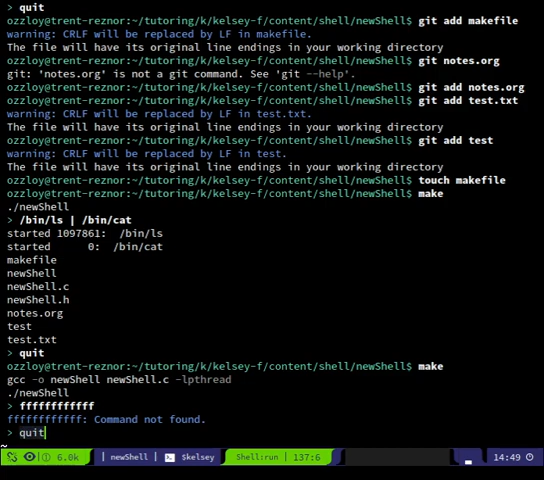 > quit
ozzloy@trent-reznor:~/tutoring/k/kelsey-f/content/shell/newShell$ git add makefile
warning: CRLF will be replaced by LF in makefile.
The file will have its original line endings in your working directory
ozzloy@trent-reznor:~/tutoring/k/kelsey-f/content/shell/newShell$ git notes.org
git: 'notes.org' is not a git command. See 'git --help'.
ozzloy@trent-reznor:~/tutoring/k/kelsey-f/content/shell/newShell$ git add notes.org
ozzloy@trent-reznor:~/tutoring/k/kelsey-f/content/shell/newShell$ git add test.txt
warning: CRLF will be replaced by LF in test.txt.
The file will have its original line endings in your working directory
ozzloy@trent-reznor:~/tutoring/k/kelsey-f/content/shell/newShell$ git add test
warning: CRLF will be replaced by LF in test.
The file will have its original line endings in your working directory
ozzloy@trent-reznor:~/tutoring/k/kelsey-f/content/shell/newShell$ touch makefile
ozzloy@trent-reznor:~/tutoring/k/kelsey-f/content/shell/newShell$ make
./newShell
> /bin/ls | /bin/cat
started 1097861:  /bin/ls
started       0:  /bin/cat
makefile
newShell
newShell.c
newShell.h
notes.org
test
test.txt
> quit
ozzloy@trent-reznor:~/tutoring/k/kelsey-f/content/shell/newShell$ make
gcc -o newShell newShell.c -lpthread
./newShell
> ffffffffffff
ffffffffffff: Command not found.
> quit
~
6.0k | newShell | $kelsey Shell:run | 137:6 14:49